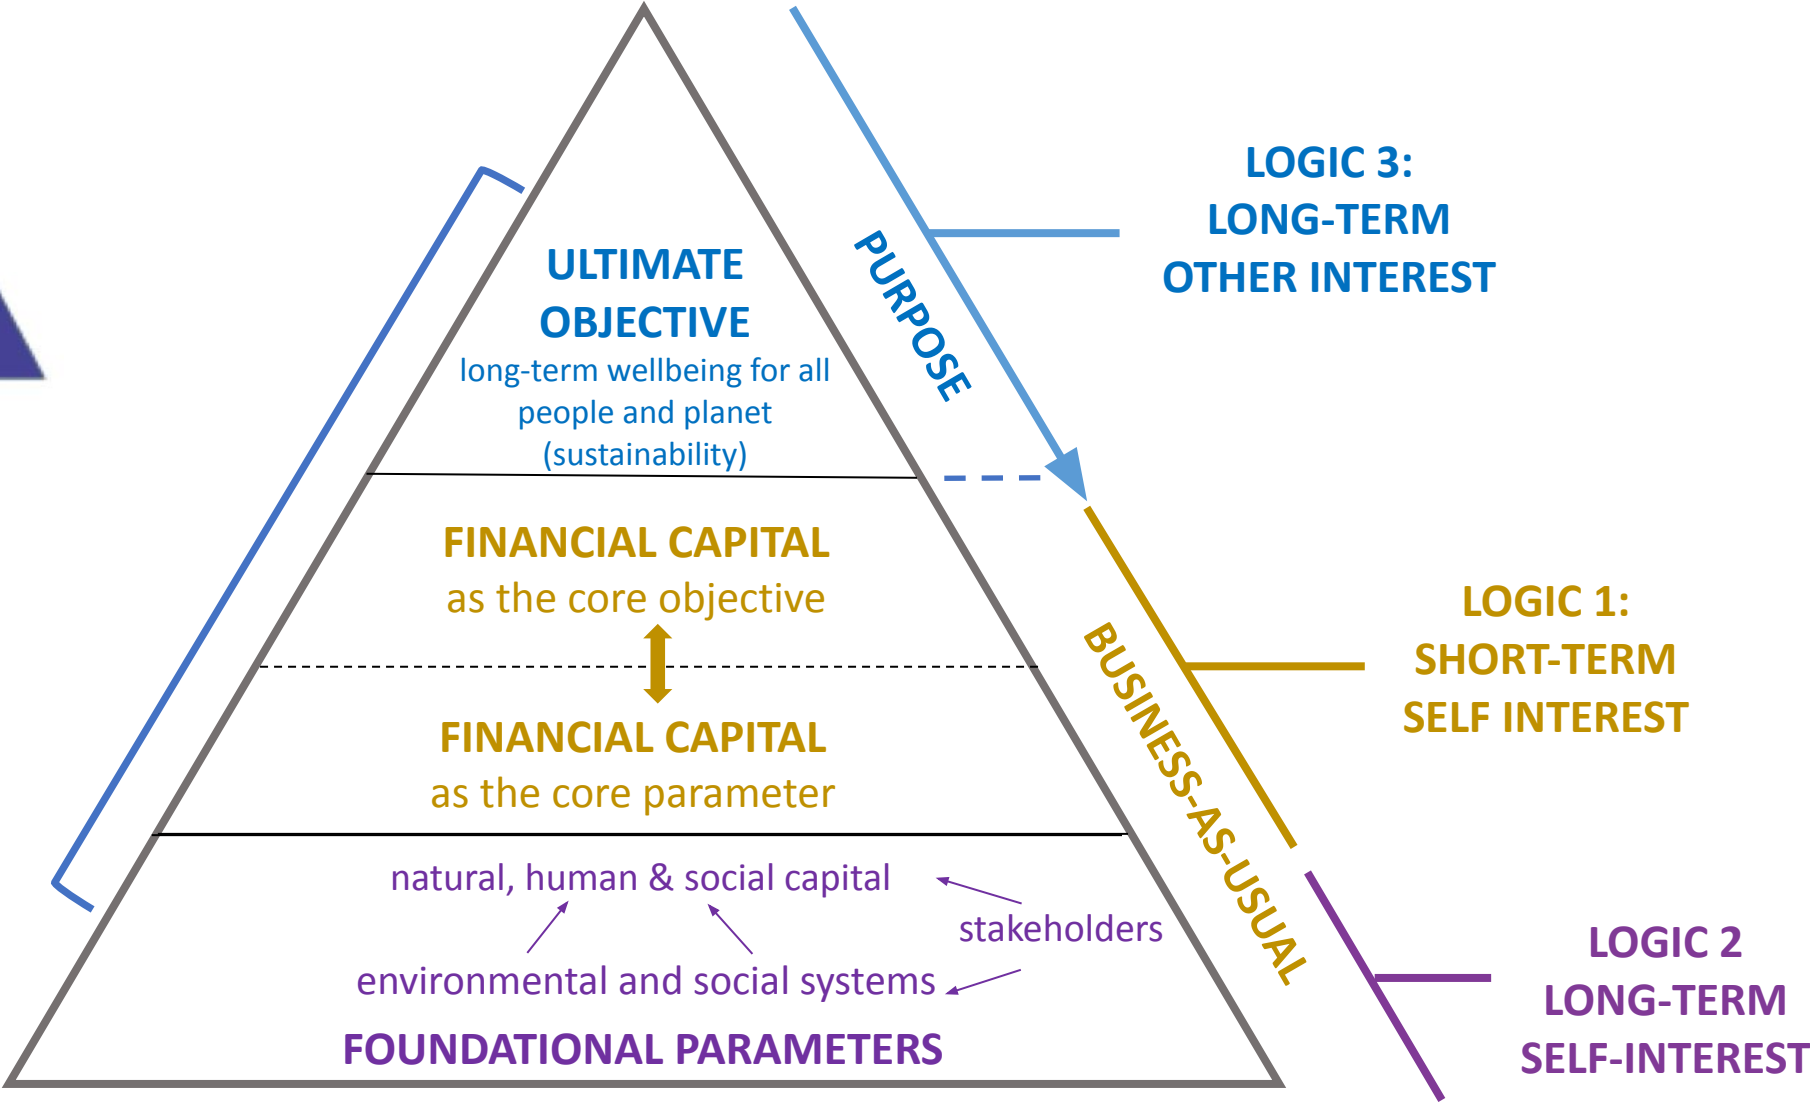 ULTIMATE
OBJECTIVE
long-term wellbeing for all
people and planet
(sustainability)
PURPOSE
LOGIC 3:
LONG-TERM
OTHER INTEREST
FINANCIAL CAPITAL
as the core objective
FINANCIAL CAPITAL
as the core parameter
BUSINESS-AS-USUAL
LOGIC 1:
SHORT-TERM
SELF INTEREST
natural, human & social capital
stakeholders
environmental and social systems
FOUNDATIONAL PARAMETERS
LOGIC 2
LONG-TERM
SELF-INTEREST